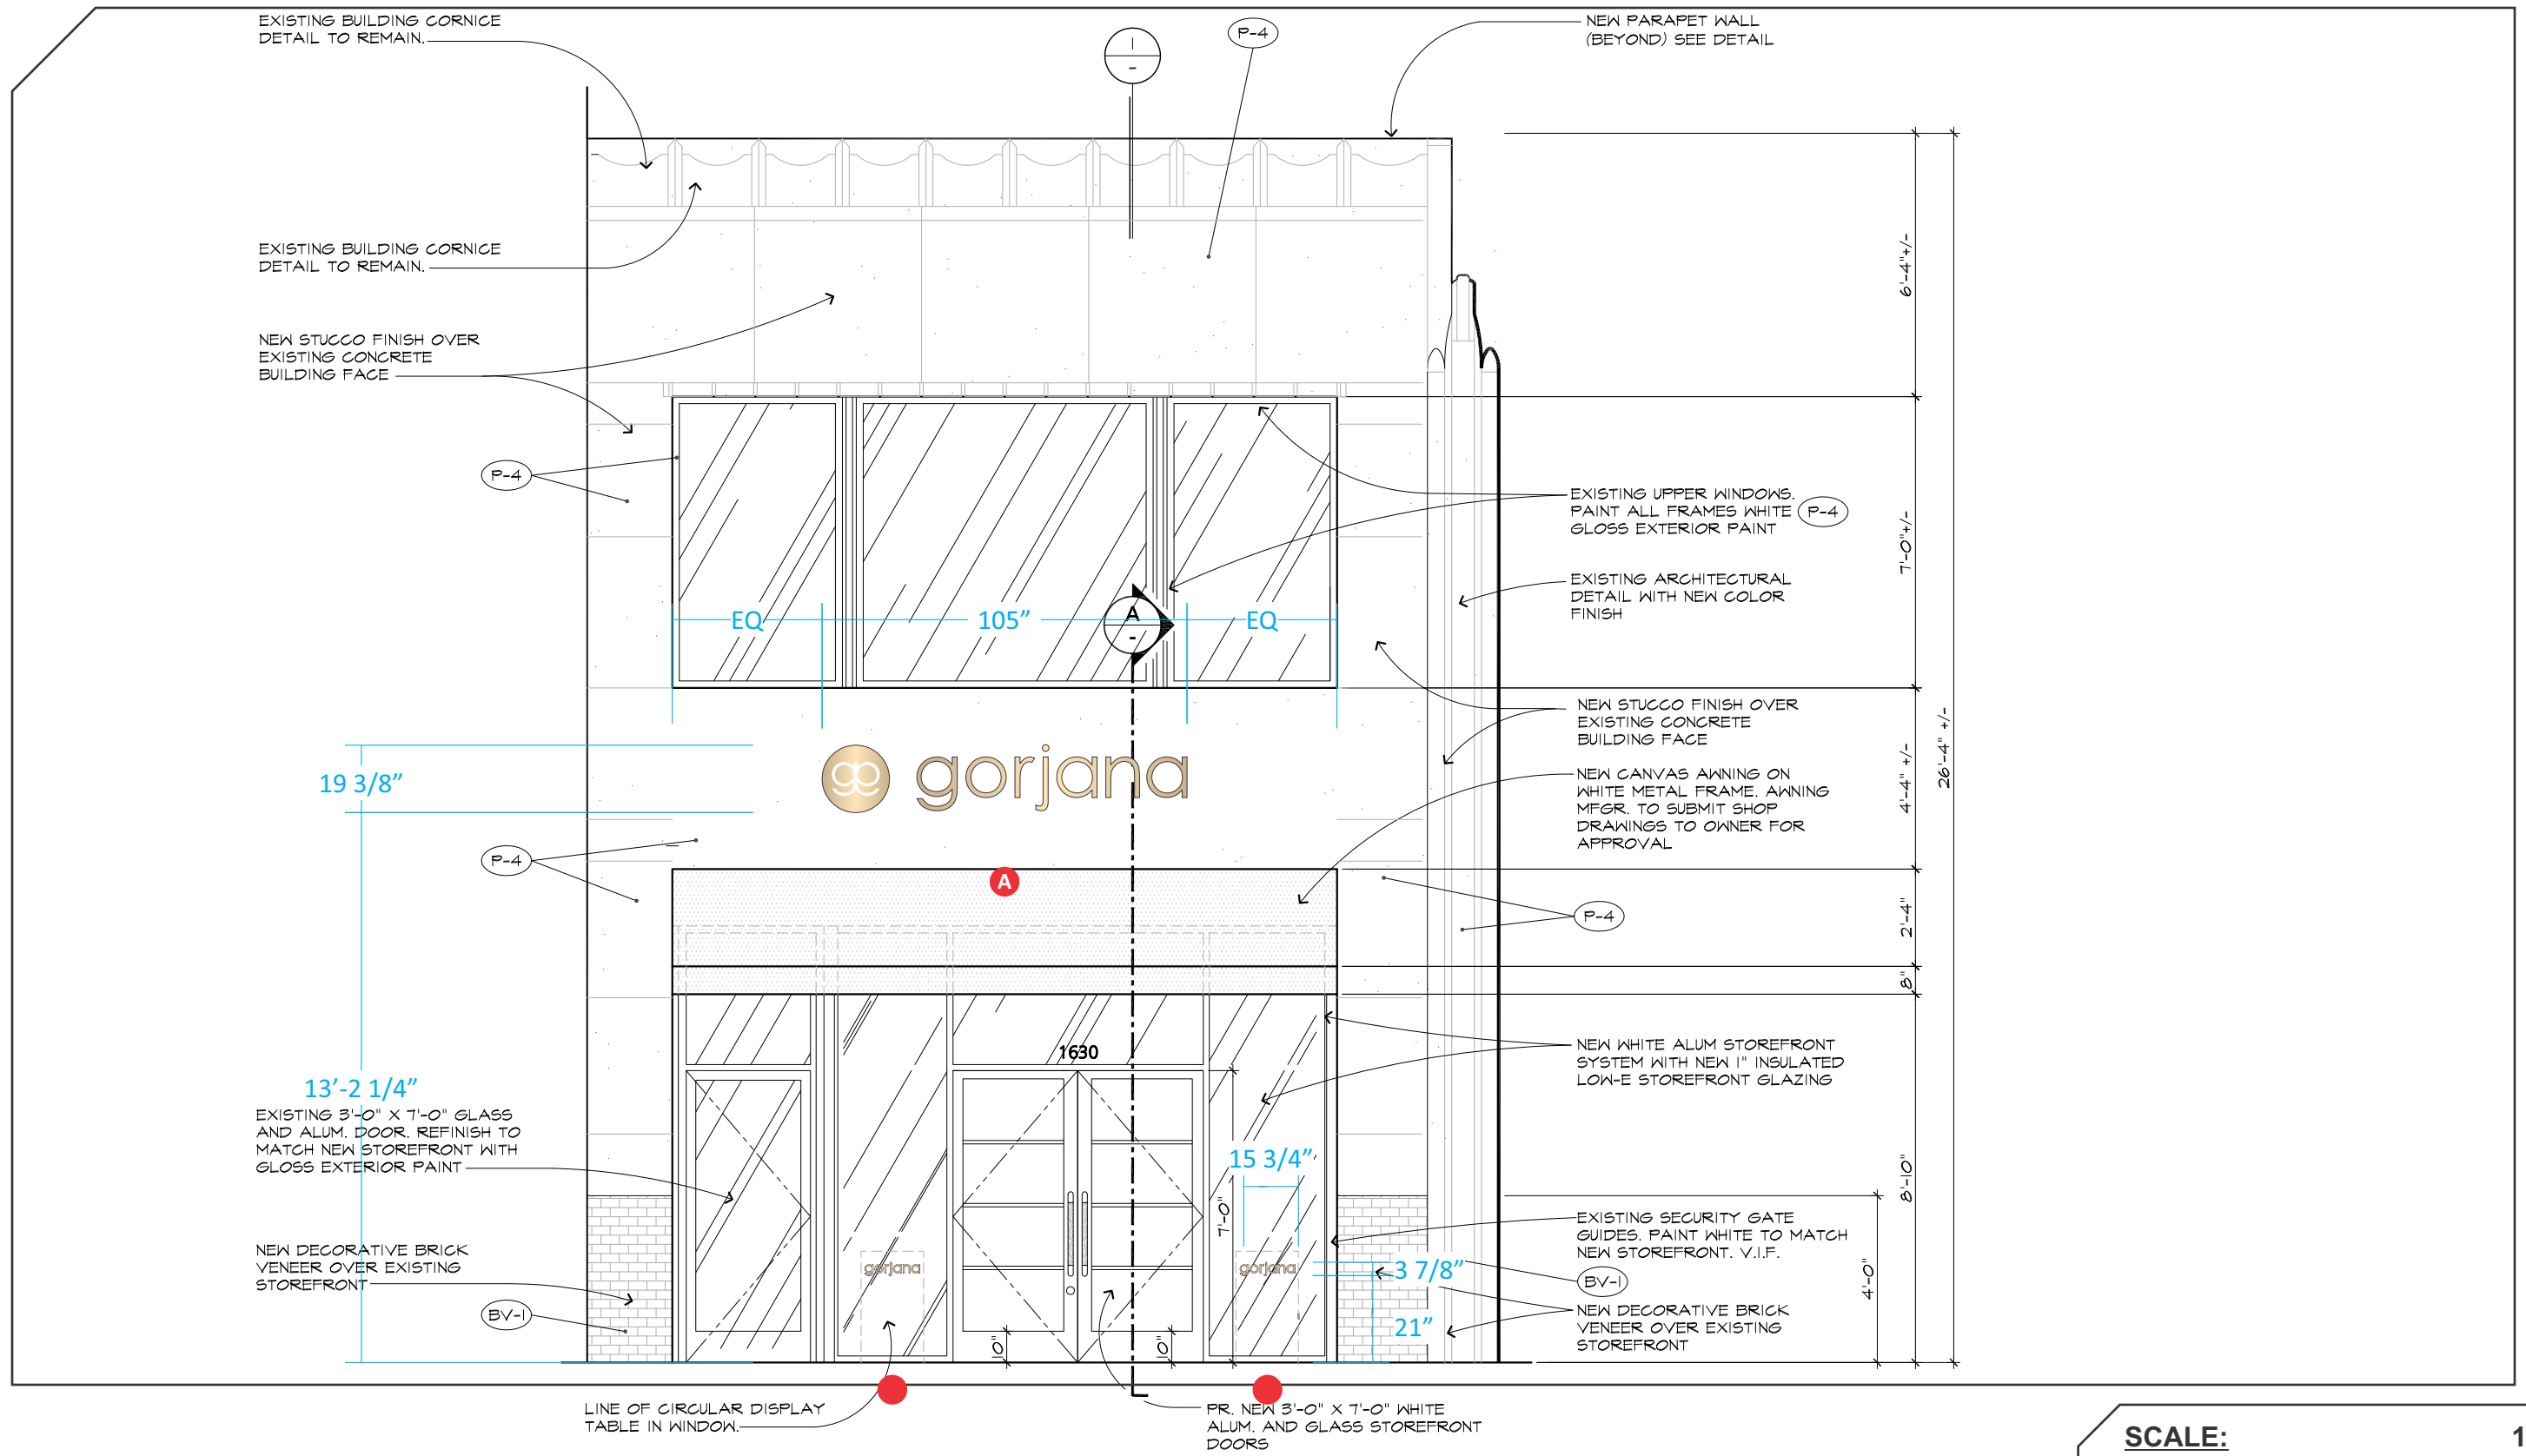 EXISTING BUILDING CORNICE
DETAIL TO REMAIN.
1
-
P-4
NEW PARAPET WALL
(BEYOND) SEE DETAIL
EXISTING BUILDING CORNICE
DETAIL TO REMAIN.
6'-4"+/-
NEW STUCCO FINISH OVER
EXISTING CONCRETE
BUILDING FACE
P-4
EXISTING UPPER WINDOWS.
PAINT ALL FRAMES WHITE P-4
GLOSS EXTERIOR PAINT
7'-0"+/-
EXISTING ARCHITECTURAL
DETAIL WITH NEW COLOR
FINISH
EQ
105”
A
-
EQ
NEW STUCCO FINISH OVER
EXISTING CONCRETE
BUILDING FACE
26'-4" +/-
19 3/8”
ge gorjana
NEW CANVAS AWNING ON
WHITE METAL FRAME. AWNING
MFGR. TO SUBMIT SHOP
DRAWINGS TO OWNER FOR
APPROVAL
4'-4" +/-
P-4
A
P-4
2'-4"
8"
1630
NEW WHITE ALUM STOREFRONT
SYSTEM WITH NEW 1" INSULATED
LOW-E STOREFRONT GLAZING
13’-2 1/4”
EXISTING 3'-0" X 7'-0" GLASS
AND ALUM. DOOR. REFINISH TO
MATCH NEW STOREFRONT WITH
GLOSS EXTERIOR PAINT
15 3/4”
7'-0"
8'-10"
EXISTING SECURITY GATE
GUIDES. PAINT WHITE TO MATCH
NEW STOREFRONT. V.I.F.
NEW DECORATIVE BRICK
VENEER OVER EXISTING
STOREFRONT
gorjana
gorjana
3 7/8”
BV-1
4'-0"
BV-1
21”
NEW DECORATIVE BRICK
VENEER OVER EXISTING
STOREFRONT
10"
10"
LINE OF CIRCULAR DISPLAY
TABLE IN WINDOW.
PR. NEW 3'-0" X 7'-0" WHITE
ALUM. AND GLASS STOREFRONT
DOORS
SCALE: 1